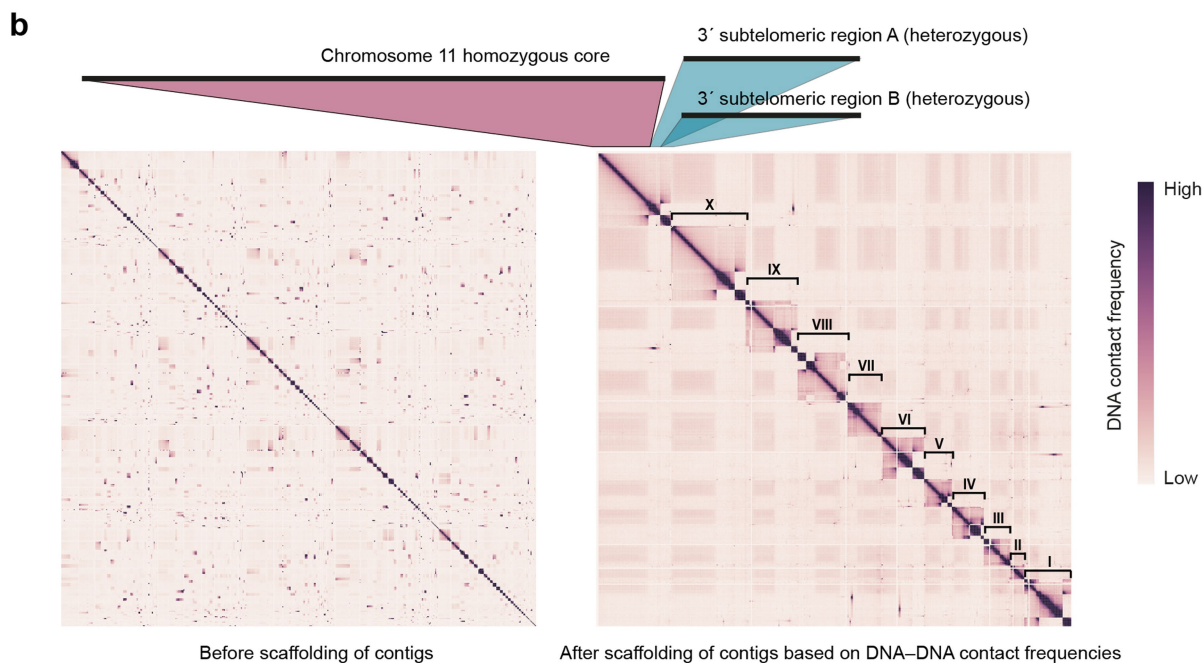 b
Chromosome 11 homozygous core
3´ subtelomeric region A (heterozygous)
3´ subtelomeric region B (heterozygous)
X
IX
VIII
VII
VI
V
IV
III
II
I
High
DNA contact frequency
Low
Before scaffolding of contigs
After scaffolding of contigs based on DNA–DNA contact frequencies